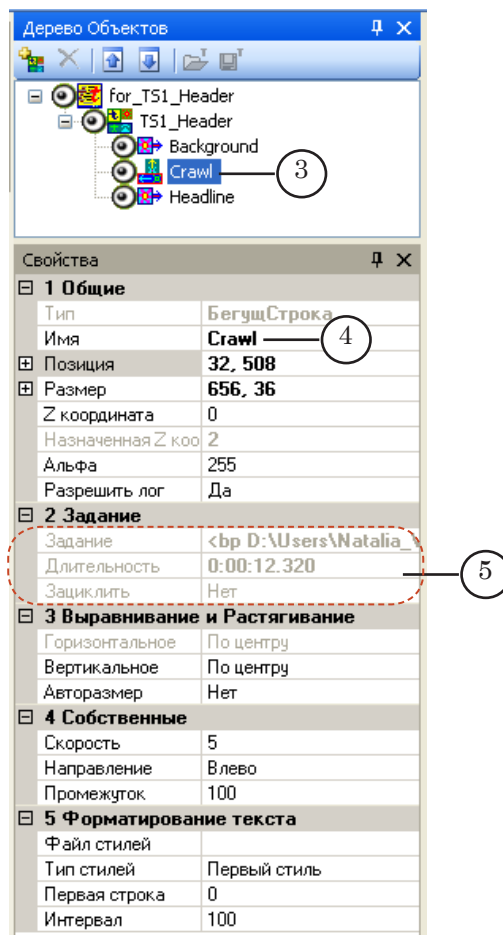 Дерево Объектов
for_TS1_Header
TS1_Header
Background
Crawl 3
Headline
Свойства
1 Общие
Тип БегущСтрока
Имя Crawl 4
Позиция 32, 508
Размер 656, 36
Z координата 0
Назначенная Z коо 2
Альфа 255
Разрешить лог Да
2 Задание
Задание <bp D:\Users\Natalia_
Длительность 0:00:12.320 5
Зациклить Нет
3 Выравнивание и Растягивание
Горизонтальное По центру
Вертикальное По центру
Авторазмер Нет
4 Собственные
Скорость 5
Направление Влево
Промежуток 100
5 Форматирование текста
Файл стилей
Тип стилей Первый стиль
Первая строка 0
Интервал 100